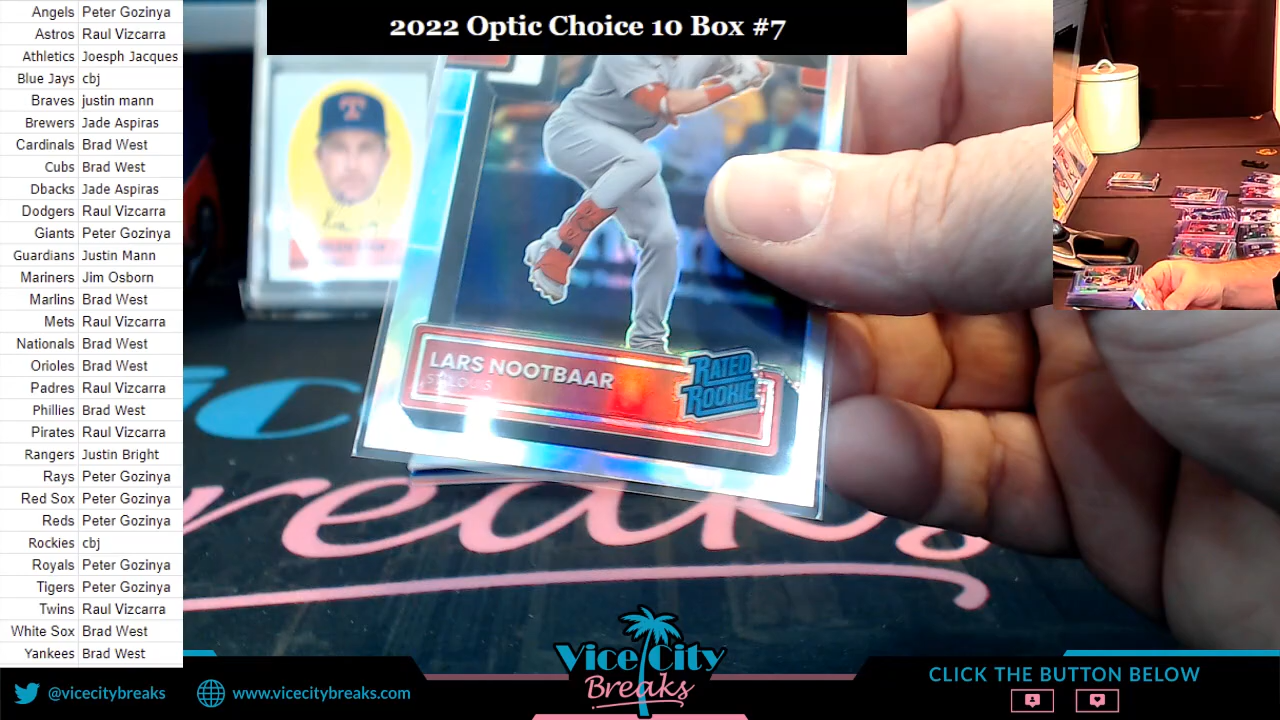 2022 Optic Choice 10 Box #7
Angels Peter Gozinya
Astros Raul Vizcarra
Athletics Joesph Jacques
Blue Jays cbj
Braves justin mann
Brewers Jade Aspiras
Cardinals Brad West
Cubs Brad West
Dbacks Jade Aspiras
Dodgers Raul Vizcarra
Giants Peter Gozinya
Guardians Justin Mann
Mariners Jim Osborn
Marlins Brad West
Mets Raul Vizcarra
Nationals Brad West
Orioles Brad West
Padres Raul Vizcarra
Phillies Brad West
Pirates Raul Vizcarra
Rangers Justin Bright
Rays Peter Gozinya
Red Sox Peter Gozinya
Reds Peter Gozinya
Rockies cbj
Royals Peter Gozinya
Tigers Peter Gozinya
Twins Raul Vizcarra
White Sox Brad West
Yankees Brad West
T
LARS NOOTBAAR
ST. LOUIS
RATED
ROOKIE
Vice City
Breaks
@vicecitybreaks
www.vicecitybreaks.com
CLICK THE BUTTON BELOW